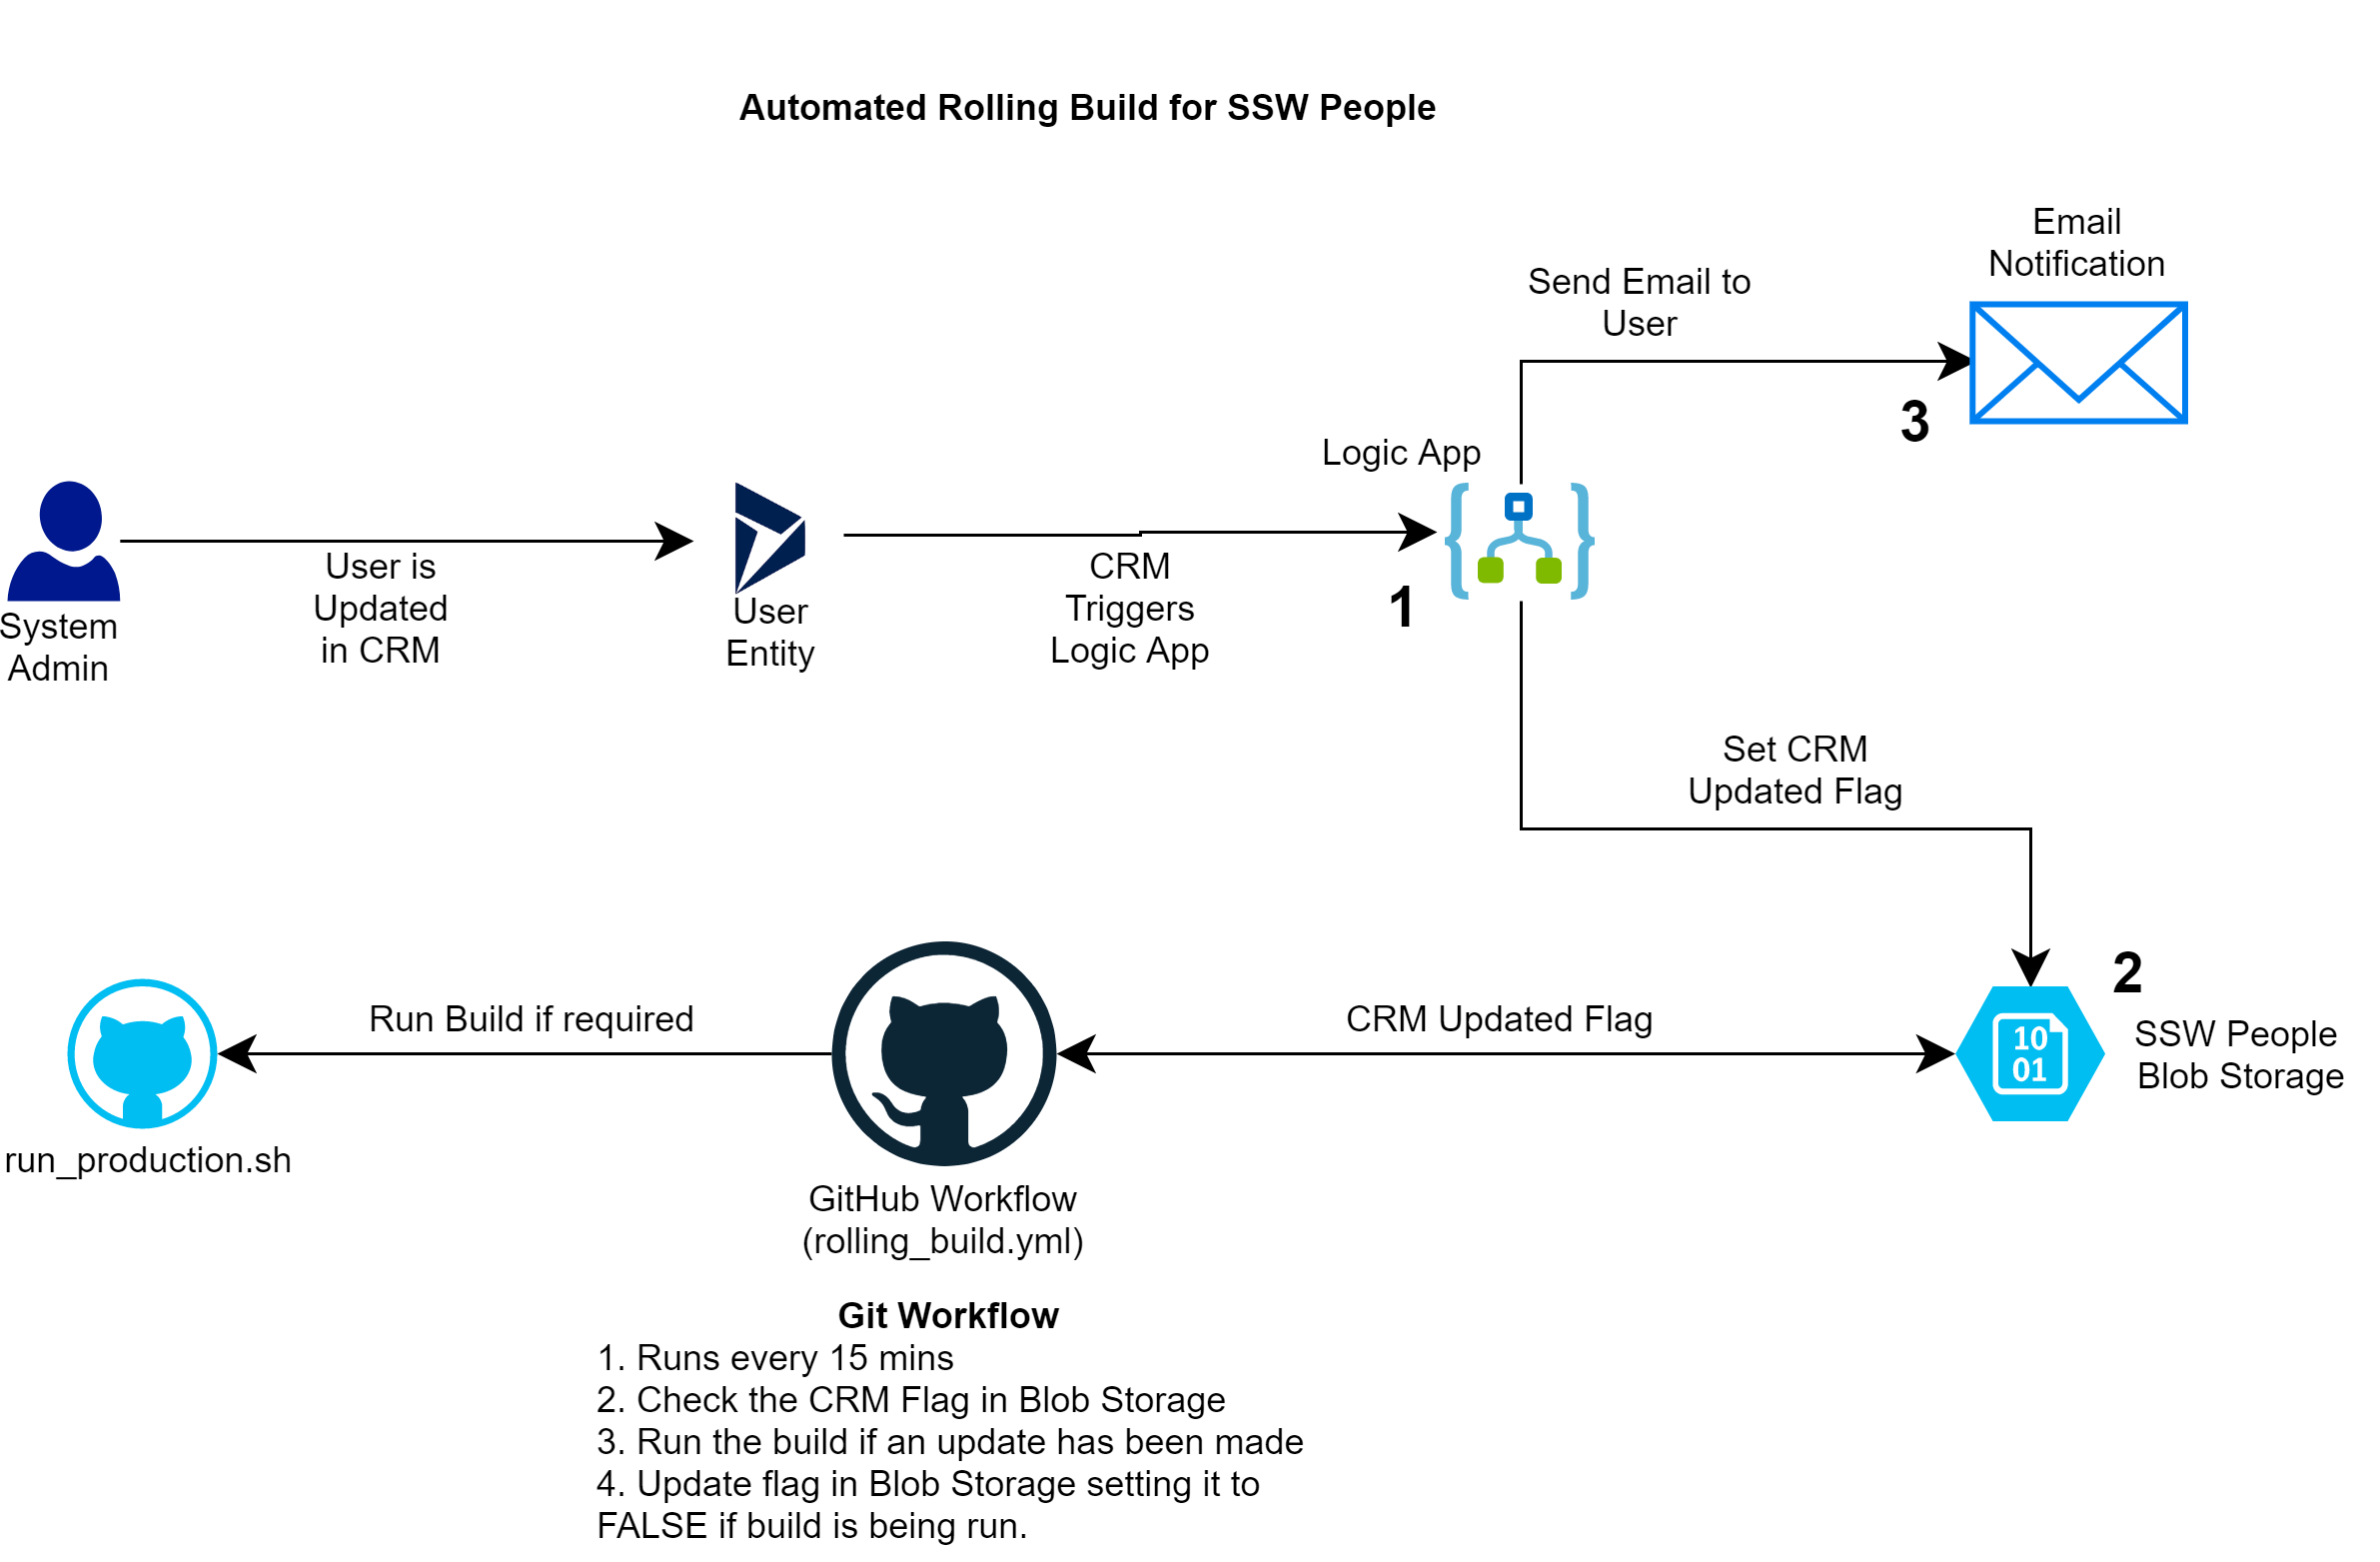 Automated Rolling Build for SSW People
Email
Notification
Send Email to
User
3
Logic App
System
Admin
User is
Updated
in CRM
User
Entity
CRM
Triggers
Logic App
1
Set CRM
Updated Flag
2
SSW People
Blob Storage
10
01
CRM Updated Flag
Run Build if required
run_production.sh
GitHub Workflow
(rolling_build.yml)
Git Workflow
1. Runs every 15 mins
2. Check the CRM Flag in Blob Storage
3. Run the build if an update has been made
4. Update flag in Blob Storage setting it to
FALSE if build is being run.